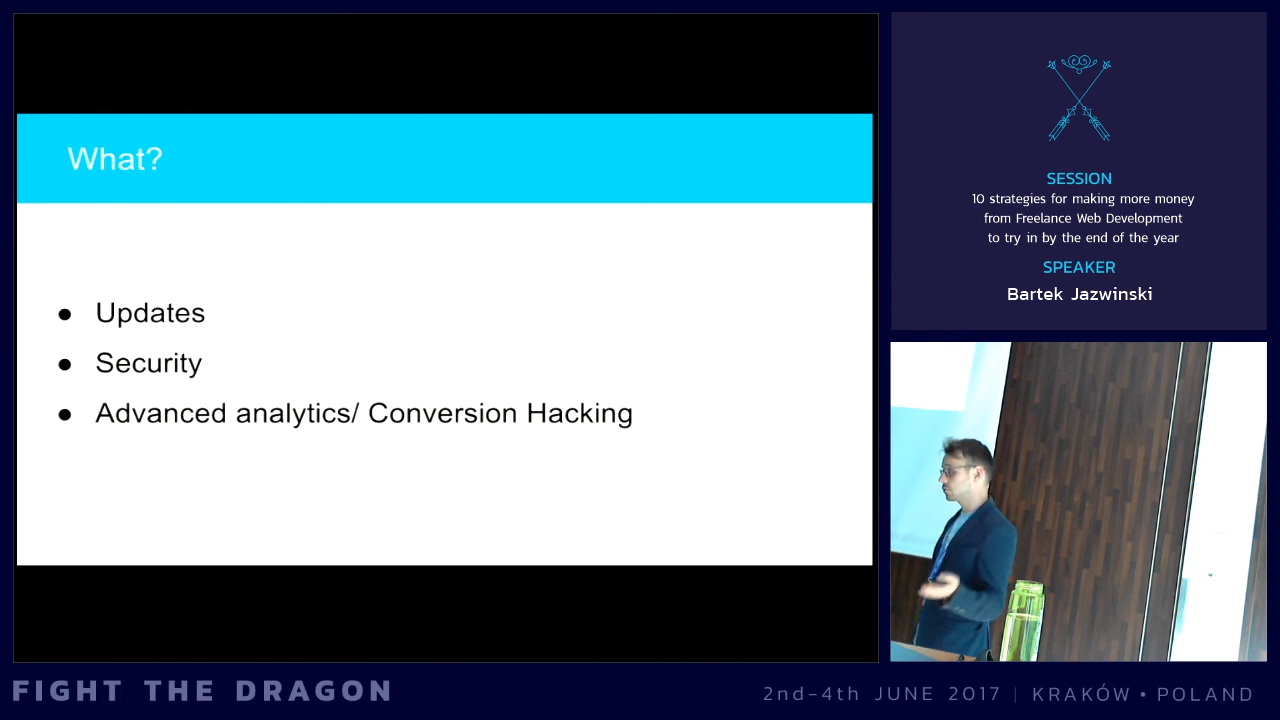 What?
● Updates
● Security
● Advanced analytics/ Conversion Hacking
SESSION
10 strategies for making more money
from Freelance Web Development
to try in by the end of the year
SPEAKER
Bartek Jazwinski
FIGHT THE DRAGON
2nd-4th JUNE 2017 | KRAKÓW • POLAND